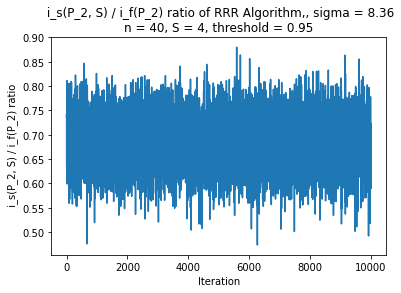 i_s(P_2, S) / i_f(P_2) ratio of RRR Algorithm,, sigma = 8.36
n = 40, S = 4, threshold = 0.95
i_s(P_2, S) / i_f(P_2) ratio
0.90
0.85
0.80
0.75
0.70
0.65
0.60
0.55
0.50
0 2000 4000 6000 8000 10000
Iteration